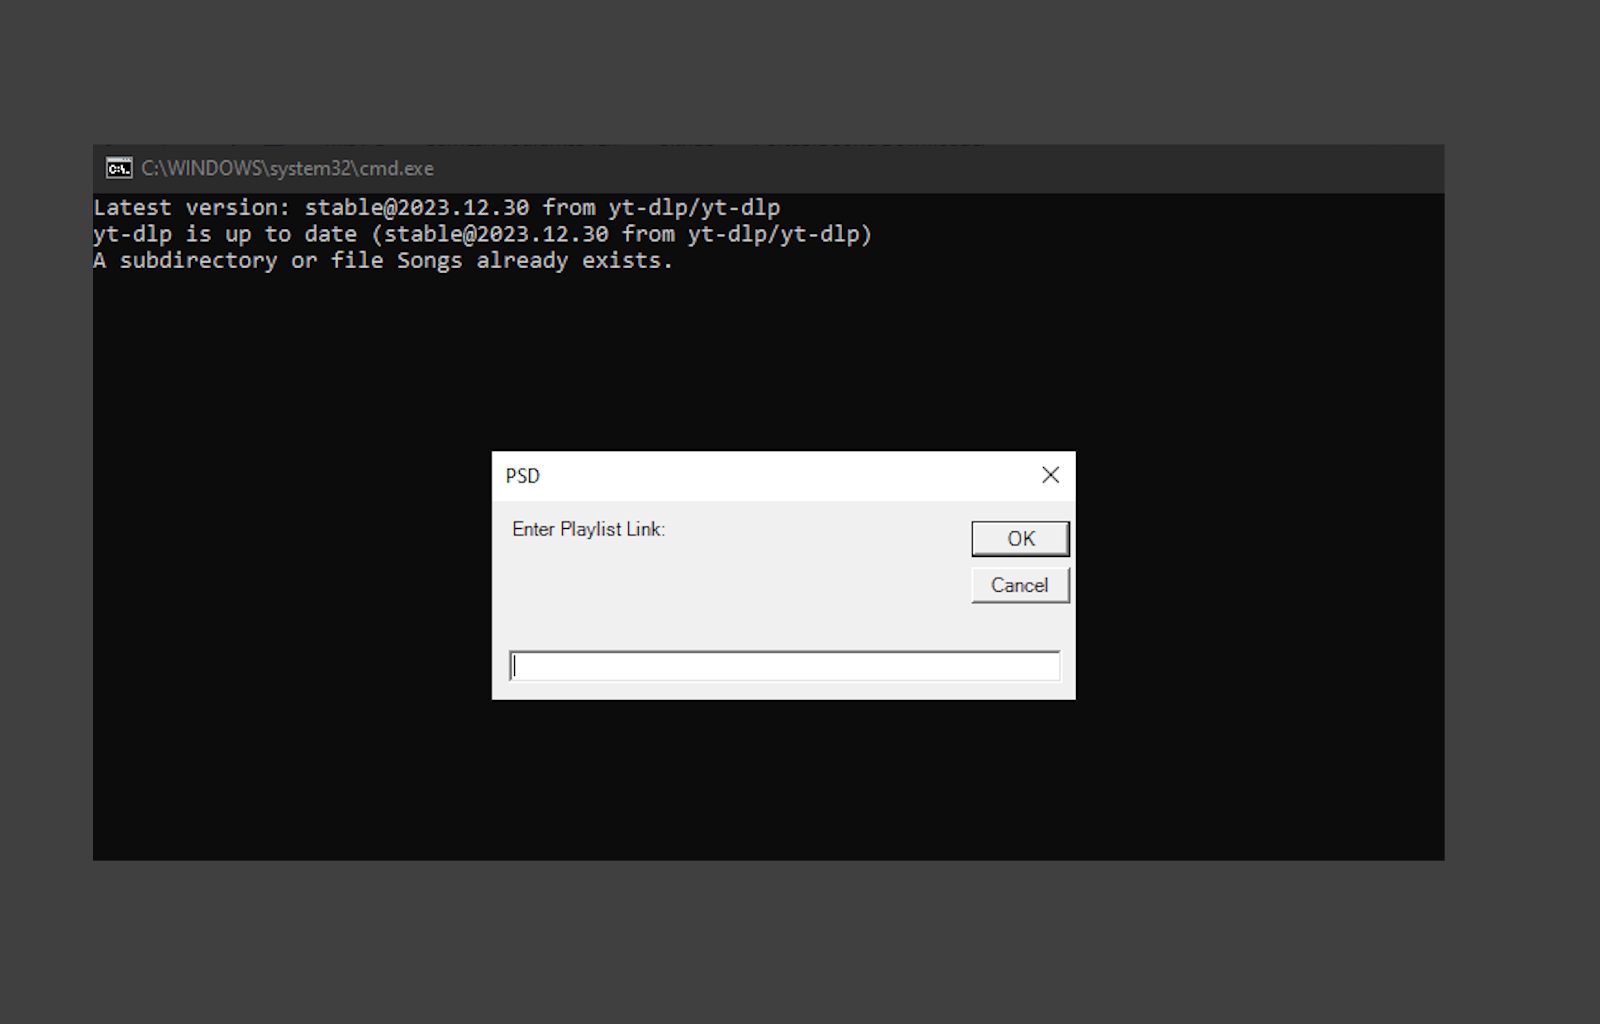 C:\WINDOWS\system32\cmd.exe
Latest version: stable@2023.12.30 from yt-dlp/yt-dlp
yt-dlp is up to date (stable@2023.12.30 from yt-dlp/yt-dlp)
A subdirectory or file Songs already exists.
PSD
Enter Playlist Link:
OK
Cancel